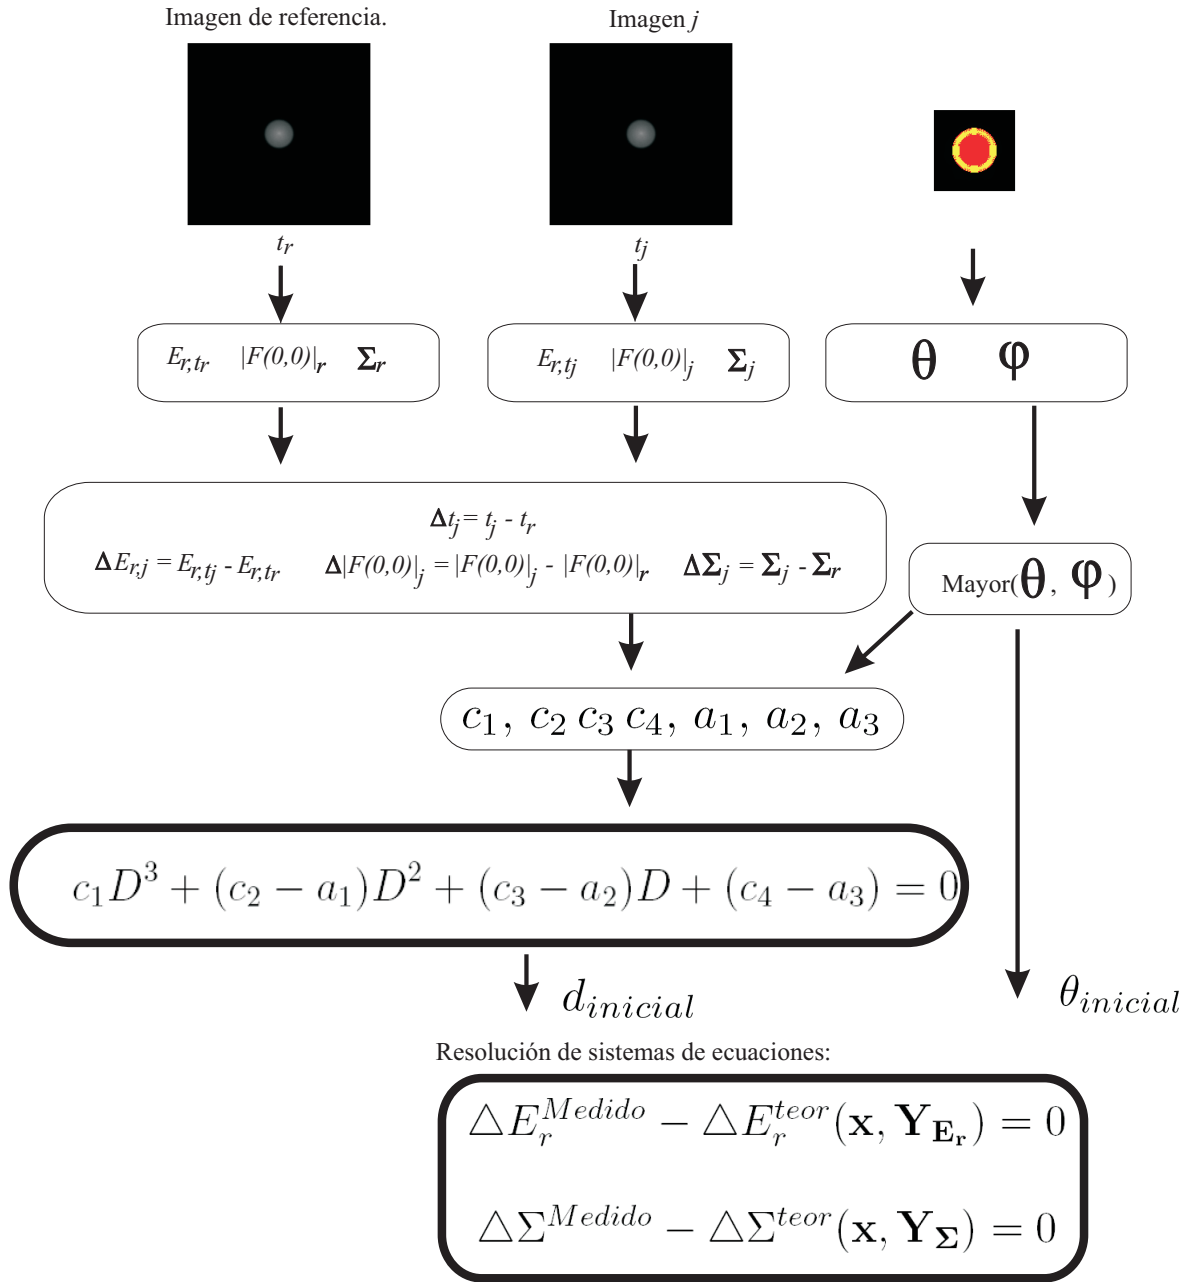 Imagen de referencia.
Imagen j
t_r
t_j
E_{r,tr} |F(0,0)|_r Σ_r
E_{r,tj} |F(0,0)|_j Σ_j
θ φ
Δt_j = t_j - t_r
ΔE_{r,j} = E_{r,tj} - E_{r,tr} Δ|F(0,0)|_j = |F(0,0)|_j - |F(0,0)|_r ΔΣ_j = Σ_j - Σ_r
Mayor(θ, φ)
c_1, c_2 c_3 c_4, a_1, a_2, a_3
c_1D^3 + (c_2 − a_1)D^2 + (c_3 − a_2)D + (c_4 − a_3) = 0
d_{inicial}
θ_{inicial}
Resolución de sistemas de ecuaciones:
△E_r^{Medido} − △E_r^{teor}(x, Y_{E_r}) = 0
△Σ^{Medido} − △Σ^{teor}(x, Y_Σ) = 0